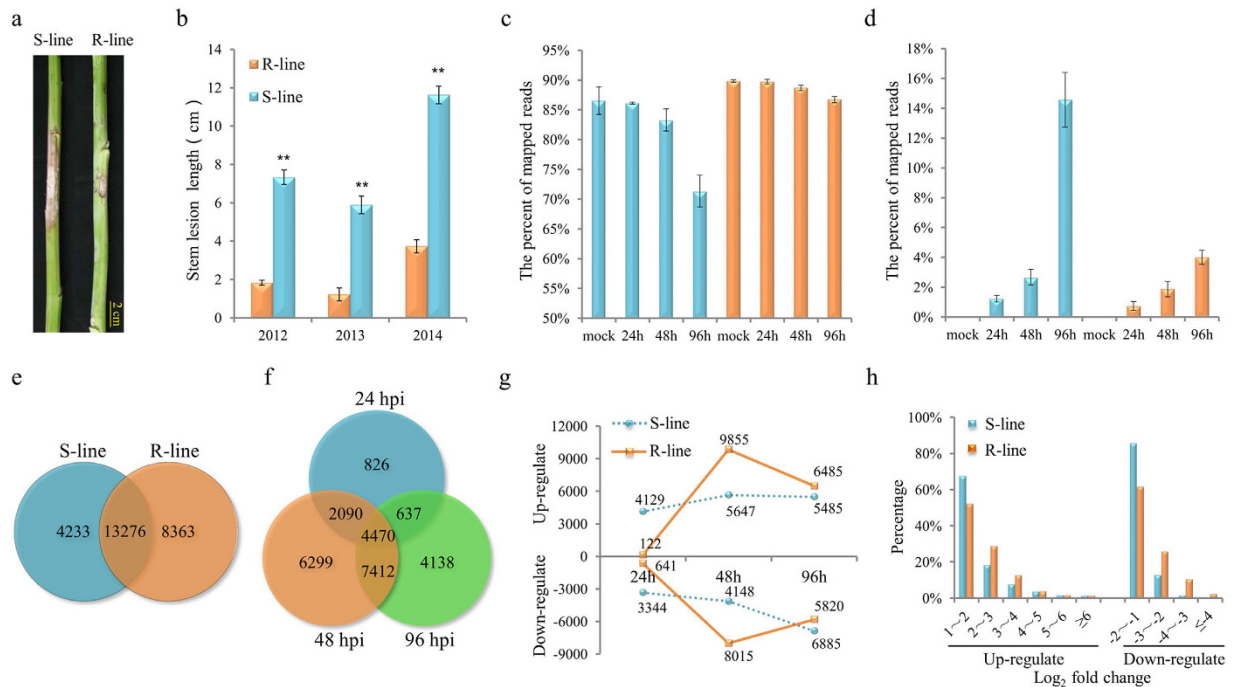 a
S-line R-line
2 cm
b
Stem lesion length ( cm )
14
12
10
8
6
4
2
0
R-line
S-line
**
**
**
2012 2013 2014
c
The percent of mapped reads
95%
90%
85%
80%
75%
70%
65%
60%
55%
50%
mock 24h 48h 96h mock 24h 48h 96h
d
The percent of mapped reads
18%
16%
14%
12%
10%
8%
6%
4%
2%
0%
mock 24h 48h 96h mock 24h 48h 96h
e
S-line R-line
4233 13276 8363
f
24 hpi
826
2090 637
4470
6299 7412 4138
48 hpi 96 hpi
g
Up-regulate
Down-regulate
12000
9000
6000
3000
0
-3000
-6000
-9000
S-line
R-line
9855
6485
4129
5647 5485
122
641
24h 48h 96h
3344 4148
5820
8015 6885
h
Percentage
100%
80%
60%
40%
20%
0%
S-line
R-line
1~2 2~3 3~4 4~5 5~6 ≥6 -2~-1 -3~-2 -4~-3 ≤-4
Up-regulate Down-regulate
Log2 fold change